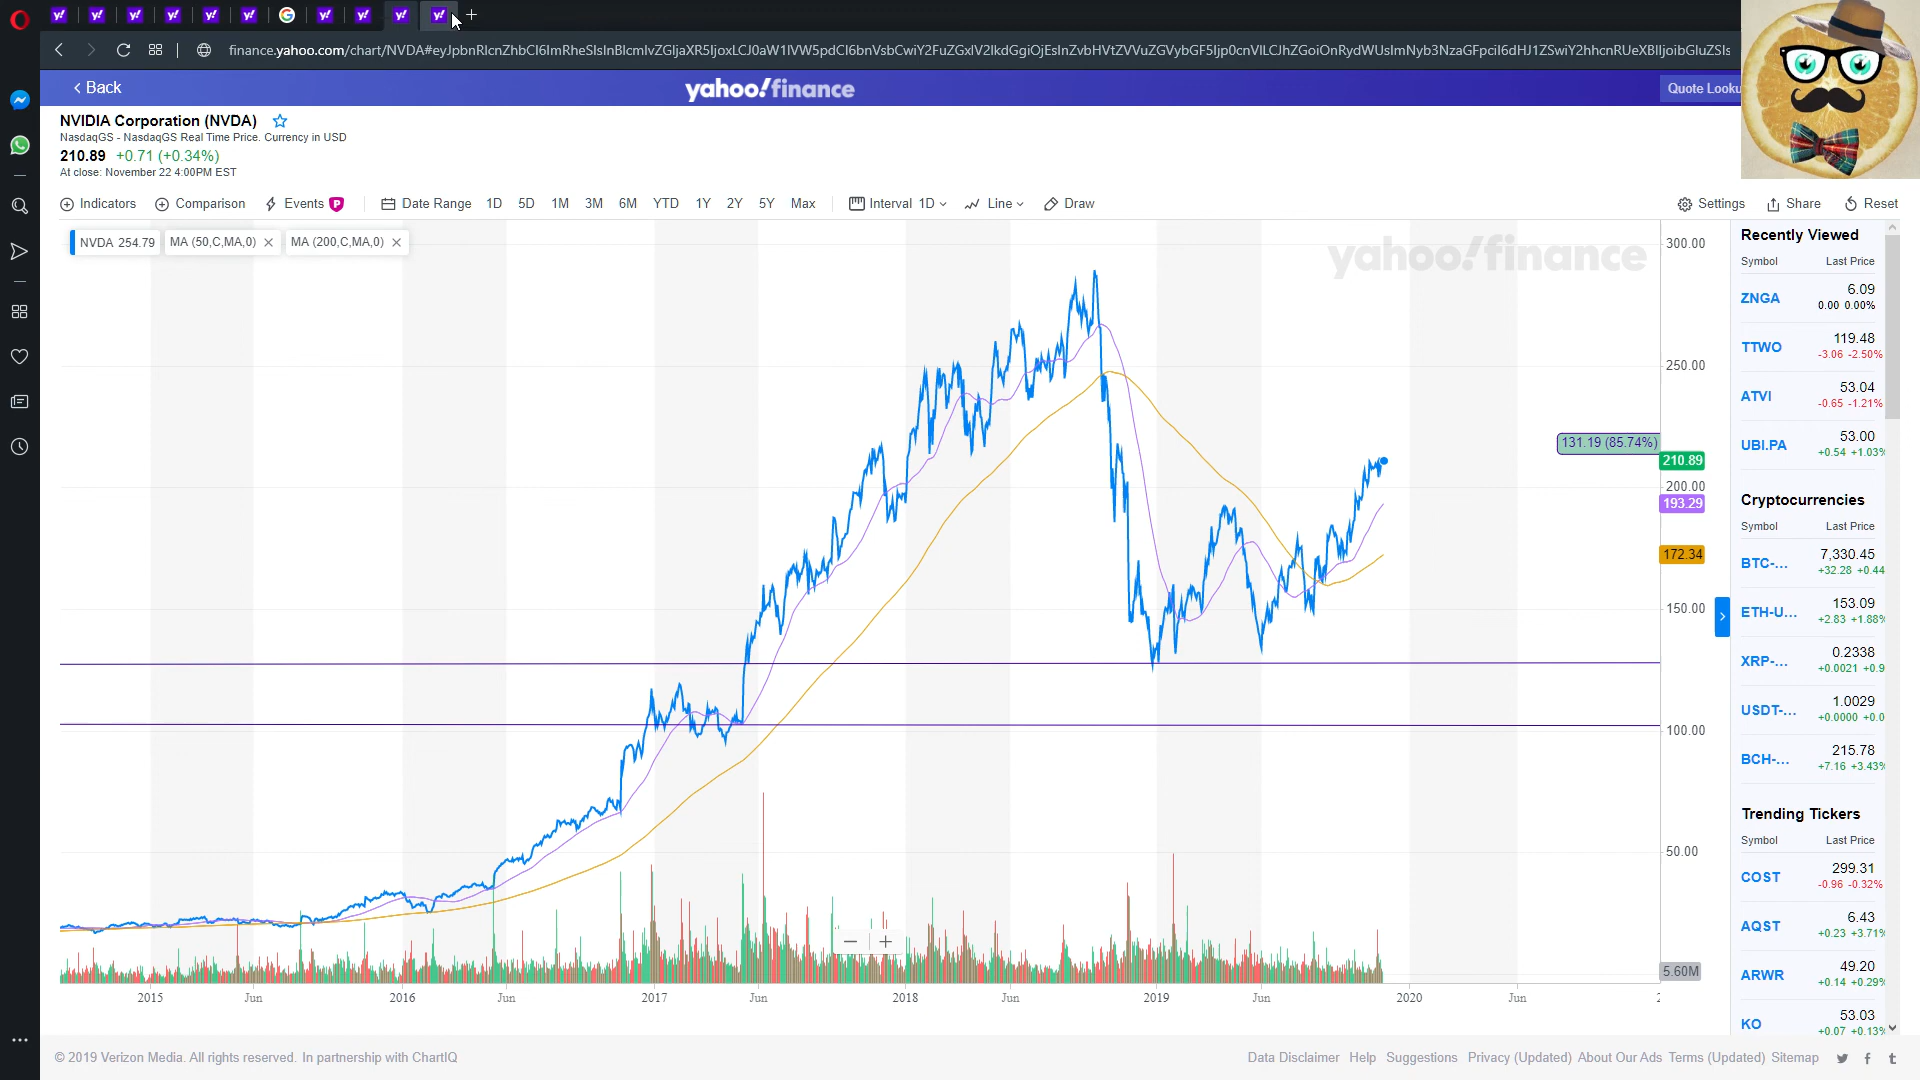 finance.yahoo.com/chart/NVDA
Back
yahoo!finance
NVIDIA Corporation (NVDA)
NasdaqGS - NasdaqGS Real Time Price. Currency in USD
210.89 +0.71 (+0.34%)
At close: November 22 4:00PM EST
Indicators Comparison Events P Date Range 1D 5D 1M 3M 6M YTD 1Y 2Y 5Y Max Interval 1D Line Draw
Settings Share Reset
NVDA 254.79 MA (50,C,MA,0) MA (200,C,MA,0)
yahoo!finance
300.00
250.00
131.19 (85.74%)
210.89
200.00
193.29
172.34
150.00
100.00
50.00
5.60M
2015 Jun 2016 Jun 2017 Jun 2018 Jun 2019 Jun 2020 Jun
Recently Viewed
Symbol Last Price
ZNGA 6.09
0.00 0.00%
TTWO 119.48
-3.06 -2.50%
ATVI 53.04
-0.65 -1.21%
UBI.PA 53.00
+0.54 +1.03%
Cryptocurrencies
Symbol Last Price
BTC-... 7,330.45
+32.28 +0.44
ETH-U... 153.09
+2.83 +1.88%
XRP-... 0.2338
+0.0021 +0.9
USDT-... 1.0029
+0.0000 +0.0
BCH-... 215.78
+7.16 +3.43%
Trending Tickers
Symbol Last Price
COST 299.31
-0.96 -0.32%
AQST 6.43
+0.23 +3.71%
ARWR 49.20
+0.14 +0.29%
KO 53.03
+0.07 +0.13%
© 2019 Verizon Media. All rights reserved. In partnership with ChartIQ
Data Disclaimer Help Suggestions Privacy (Updated) About Our Ads Terms (Updated) Sitemap